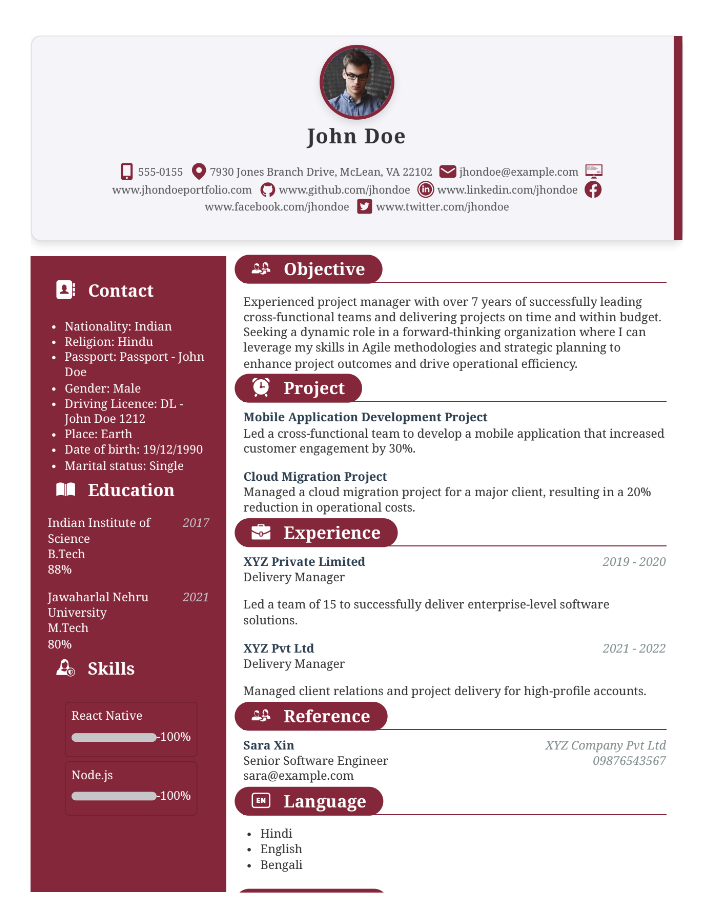 John Doe
555-0155 7930 Jones Branch Drive, McLean, VA 22102 jhondoe@example.com
www.jhondoeportfolio.com www.github.com/jhondoe www.linkedin.com/jhondoe
www.facebook.com/jhondoe www.twitter.com/jhondoe
Contact
• Nationality: Indian
• Religion: Hindu
• Passport: Passport - John
Doe
• Gender: Male
• Driving Licence: DL -
John Doe 1212
• Place: Earth
• Date of birth: 19/12/1990
• Marital status: Single
Education
Indian Institute of 2017
Science
B.Tech
88%
Jawaharlal Nehru 2021
University
M.Tech
80%
Skills
React Native
-100%
Node.js
-100%
Objective
Experienced project manager with over 7 years of successfully leading
cross-functional teams and delivering projects on time and within budget.
Seeking a dynamic role in a forward-thinking organization where I can
leverage my skills in Agile methodologies and strategic planning to
enhance project outcomes and drive operational efficiency.
Project
Mobile Application Development Project
Led a cross-functional team to develop a mobile application that increased
customer engagement by 30%.
Cloud Migration Project
Managed a cloud migration project for a major client, resulting in a 20%
reduction in operational costs.
Experience
XYZ Private Limited 2019 - 2020
Delivery Manager
Led a team of 15 to successfully deliver enterprise-level software
solutions.
XYZ Pvt Ltd 2021 - 2022
Delivery Manager
Managed client relations and project delivery for high-profile accounts.
Reference
Sara Xin XYZ Company Pvt Ltd
Senior Software Engineer 09876543567
sara@example.com
EN Language
• Hindi
• English
• Bengali